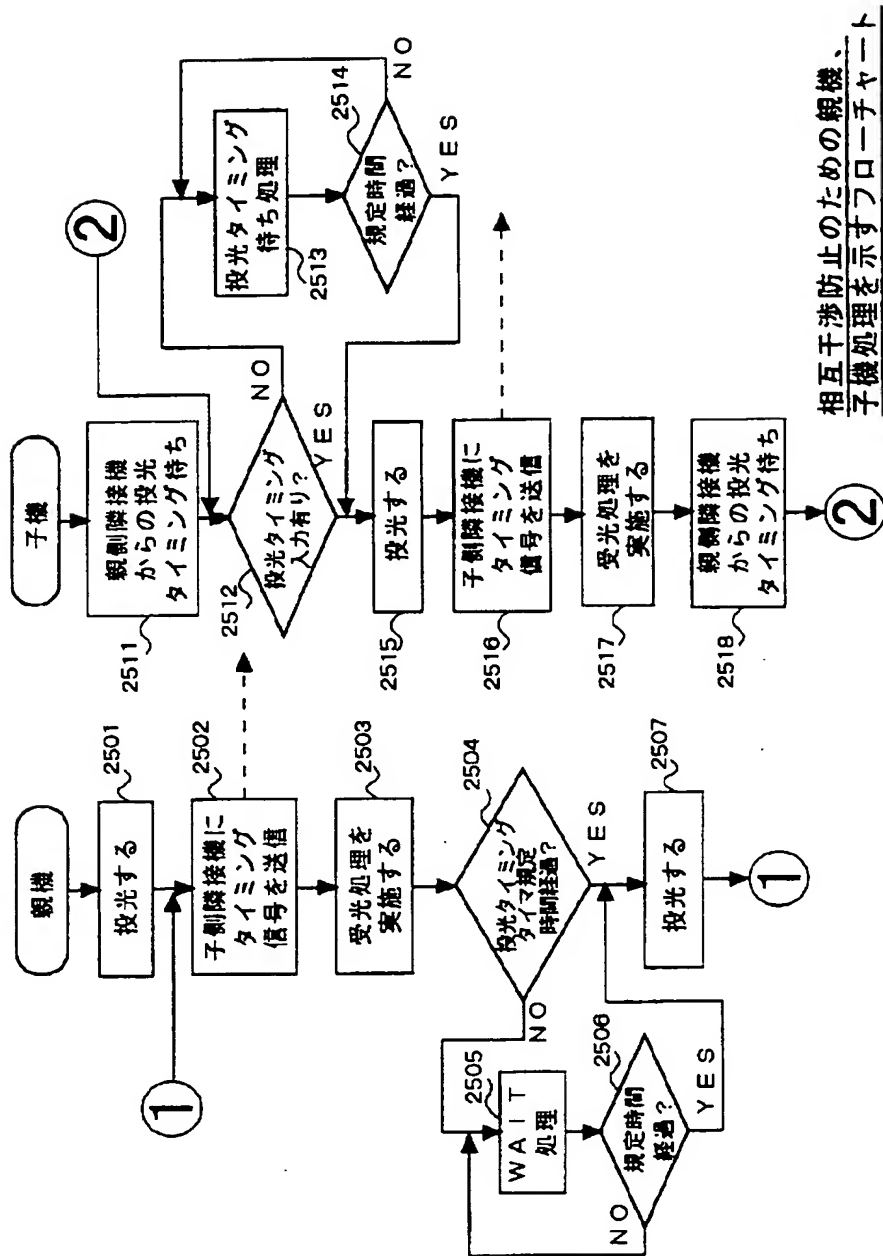 親機
投光する
2501
①
子側隣接機に
タイミング
信号を送信
2502
受光処理を
実施する
2503
投光タイミング
タイマ規定
時間経過?
2504
NO
YES
WAIT
処理
2505
規定時間
経過?
2506
NO
YES
投光する
2507
①
子機
親側隣接機
からの投光
タイミング待ち
2511
②
投光タイミング
入力有り?
2512
NO
YES
投光タイミング
待ち処理
2513
規定時間
経過?
2514
NO
YES
投光する
2515
子側隣接機に
タイミング
信号を送信
2516
受光処理を
実施する
2517
親側隣接機
からの投光
タイミング待ち
2518
②
相互干渉防止のための親機、
子機処理を示すフローチャート